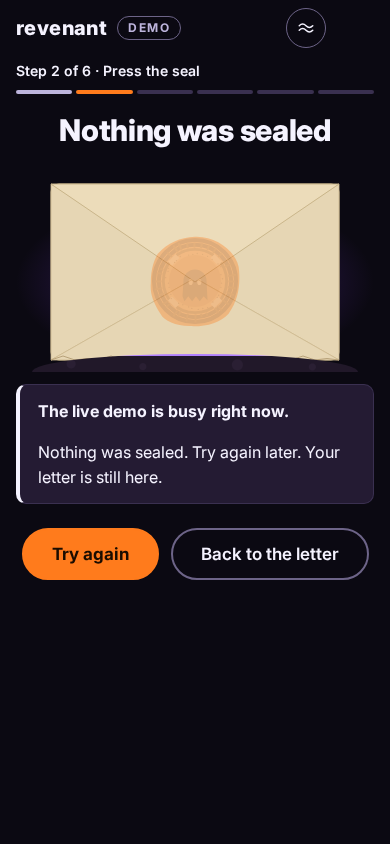 revenant DEMO
Step 2 of 6 · Press the seal
Nothing was sealed
The live demo is busy right now.
Nothing was sealed. Try again later. Your
letter is still here.
Try again
Back to the letter